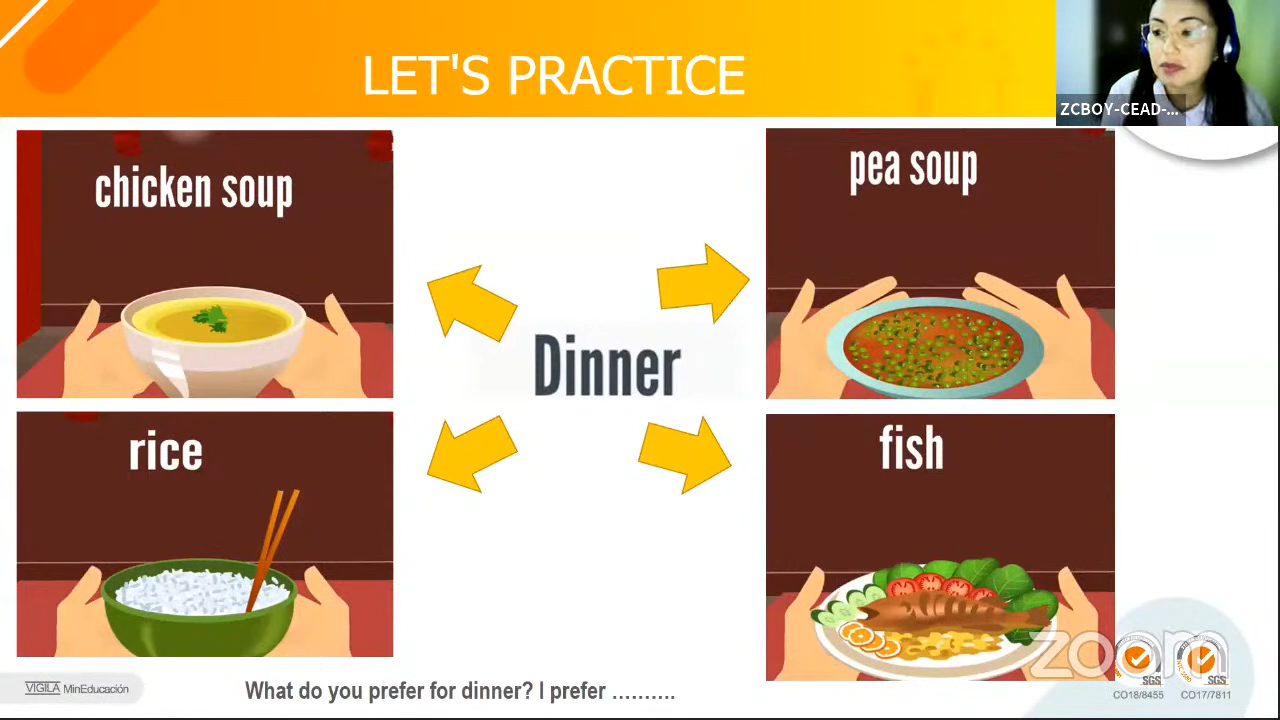 LET'S PRACTICE
ZCBOY-CEAD-...
chicken soup
pea soup
Dinner
rice
fish
What do you prefer for dinner? I prefer ..........
VIGILA MinEducación
zoom
SGS
SGS
CO18/8455
CO17/7811